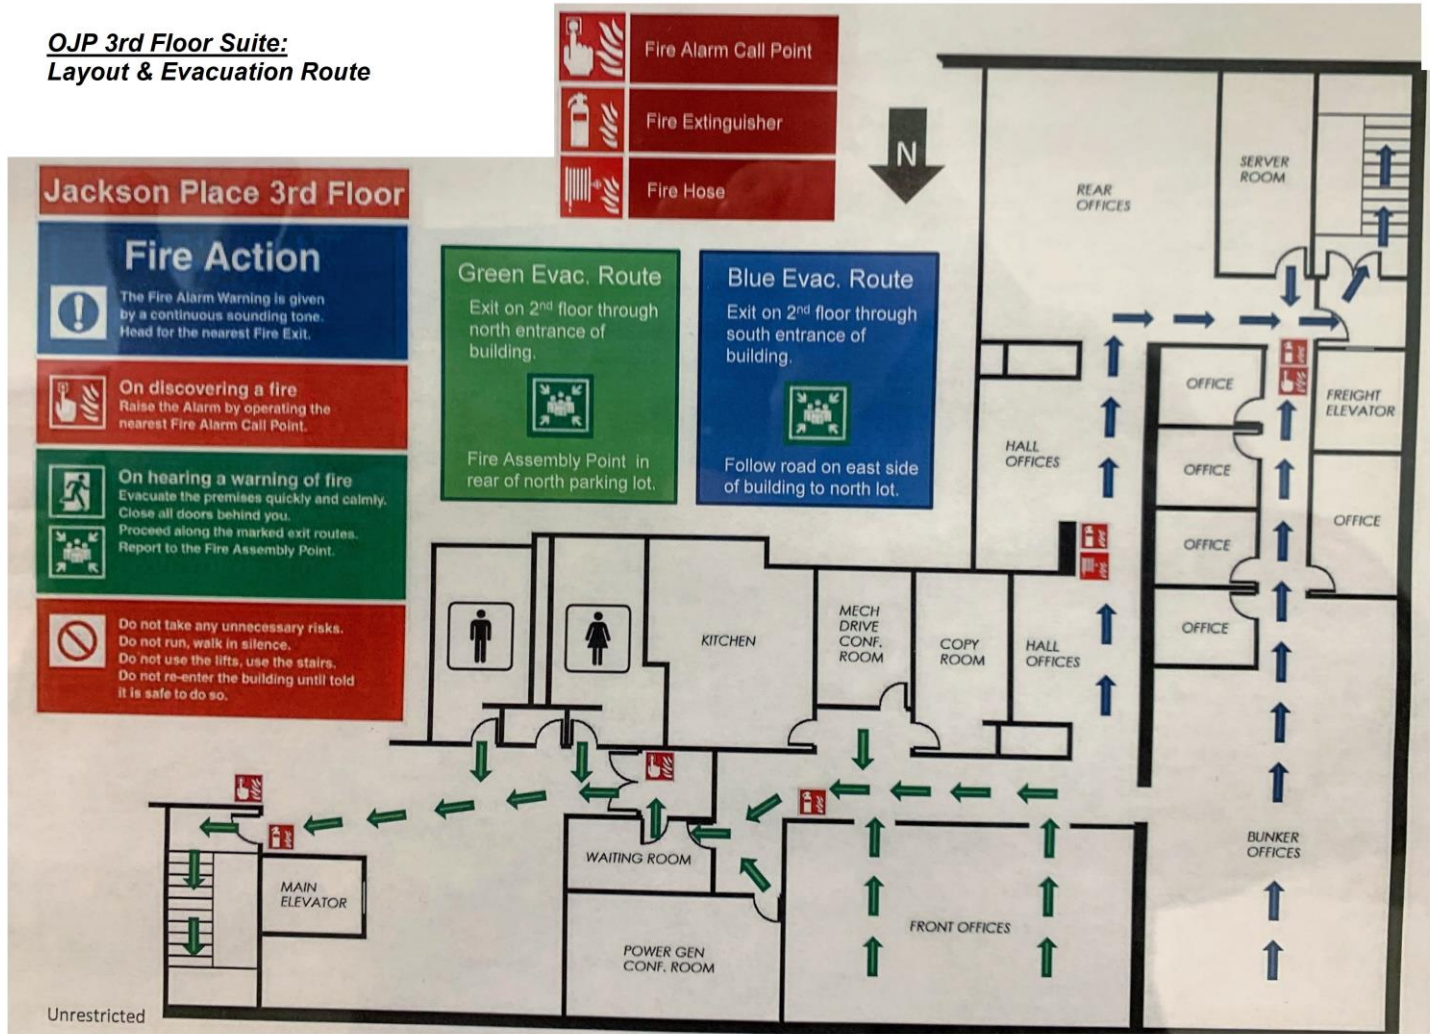 OJP 3rd Floor Suite:
Layout & Evacuation Route
Fire Alarm Call Point
Fire Extinguisher
Fire Hose
N
Jackson Place 3rd Floor
Fire Action
The Fire Alarm Warning is given
by a continuous sounding tone.
Head for the nearest Fire Exit.
On discovering a fire
Raise the Alarm by operating the
nearest Fire Alarm Call Point.
On hearing a warning of fire
Evacuate the premises quickly and calmly.
Close all doors behind you.
Proceed along the marked exit routes.
Report to the Fire Assembly Point.
Do not take any unnecessary risks.
Do not run, walk in silence.
Do not use the lifts, use the stairs.
Do not re-enter the building until told
it is safe to do so.
Green Evac. Route
Exit on 2nd floor through
north entrance of
building.
Fire Assembly Point in
rear of north parking lot.
Blue Evac. Route
Exit on 2nd floor through
south entrance of
building.
Follow road on east side
of building to north lot.
REAR
OFFICES
SERVER
ROOM
HALL
OFFICES
OFFICE
FREIGHT
ELEVATOR
OFFICE
OFFICE
OFFICE
OFFICE
KITCHEN
MECH
DRIVE
CONF.
ROOM
COPY
ROOM
HALL
OFFICES
WAITING ROOM
MAIN
ELEVATOR
POWER GEN
CONF. ROOM
FRONT OFFICES
BUNKER
OFFICES
Unrestricted